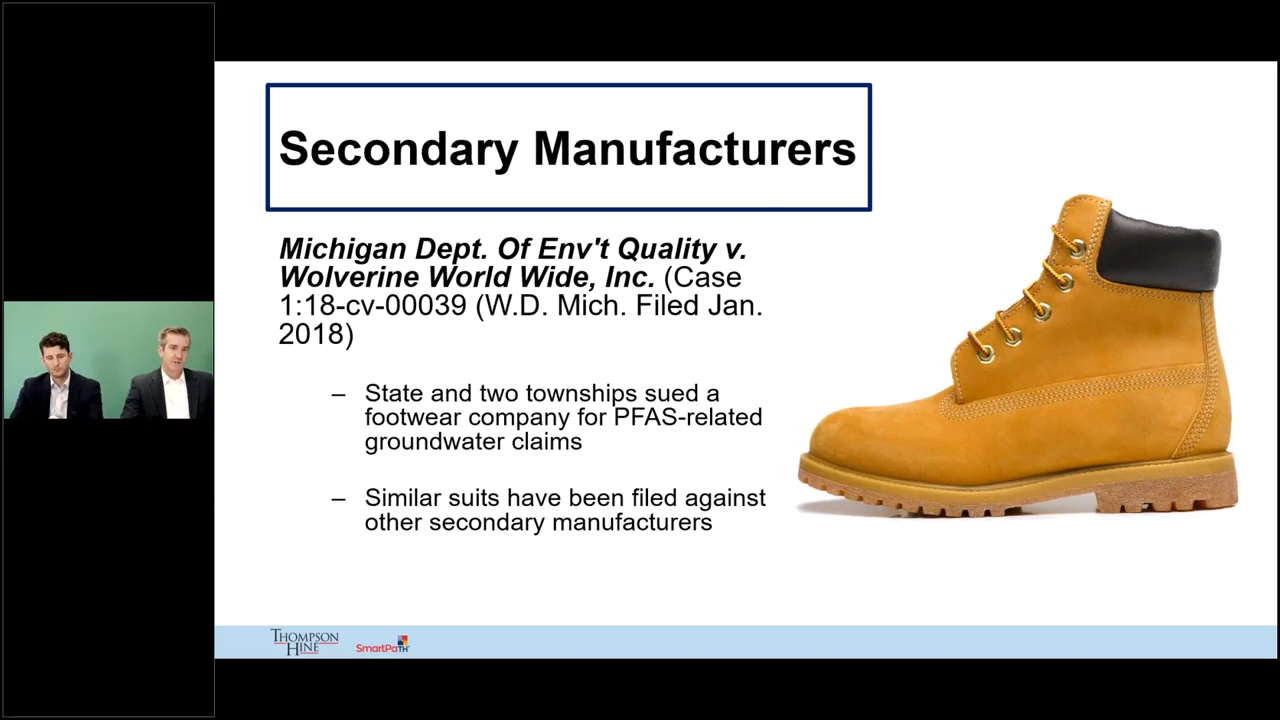 Secondary Manufacturers
Michigan Dept. Of Env't Quality v.
Wolverine World Wide, Inc. (Case
1:18-cv-00039 (W.D. Mich. Filed Jan.
2018)
– State and two townships sued a
footwear company for PFAS-related
groundwater claims
– Similar suits have been filed against
other secondary manufacturers
THOMPSON
HINE
SmartPaTH